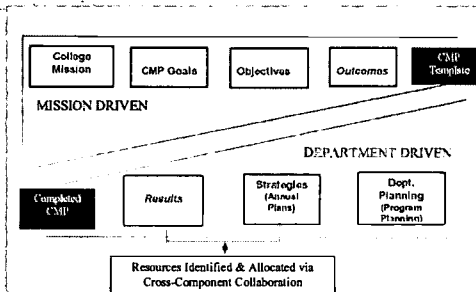 College
Mission
CMP Goals
Objectives
Outcomes
CMP
Template
MISSION DRIVEN
DEPARTMENT DRIVEN
Completed
CMP
Results
Strategies
(Annual
Plans)
Dept.
Planning
(Program
Planning)
Resources Identified & Allocated via
Cross-Component Collaboration